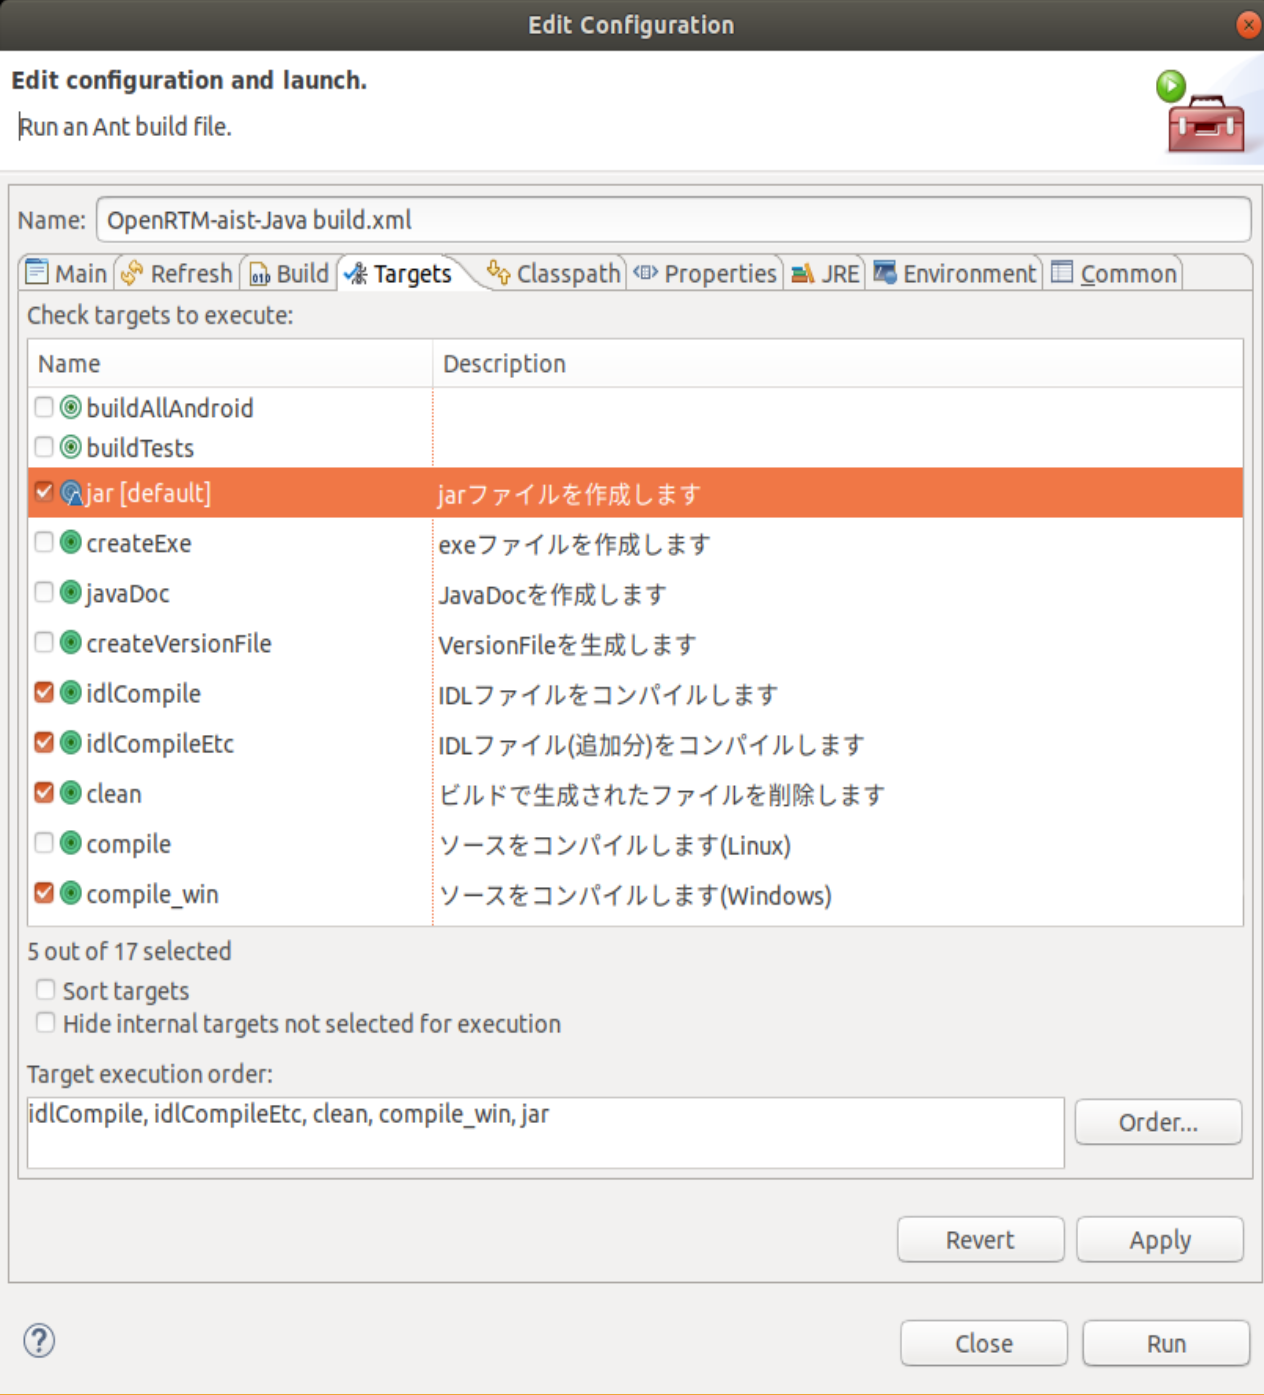 Edit Configuration
Edit configuration and launch.
Run an Ant build file.
Name: OpenRTM-aist-Java build.xml
Main Refresh 010 Build Targets Classpath Properties JRE Environment Common
Check targets to execute:
Name Description
buildAllAndroid
buildTests
jar [default] jarファイルを作成します
createExe exeファイルを作成します
javaDoc JavaDocを作成します
createVersionFile VersionFileを生成します
idlCompile IDLファイルをコンパイルします
idlCompileEtc IDLファイル(追加分)をコンパイルします
clean ビルドで生成されたファイルを削除します
compile ソースをコンパイルします(Linux)
compile_win ソースをコンパイルします(Windows)
5 out of 17 selected
Sort targets
Hide internal targets not selected for execution
Target execution order:
idlCompile, idlCompileEtc, clean, compile_win, jar
Order...
Revert Apply
? Close Run